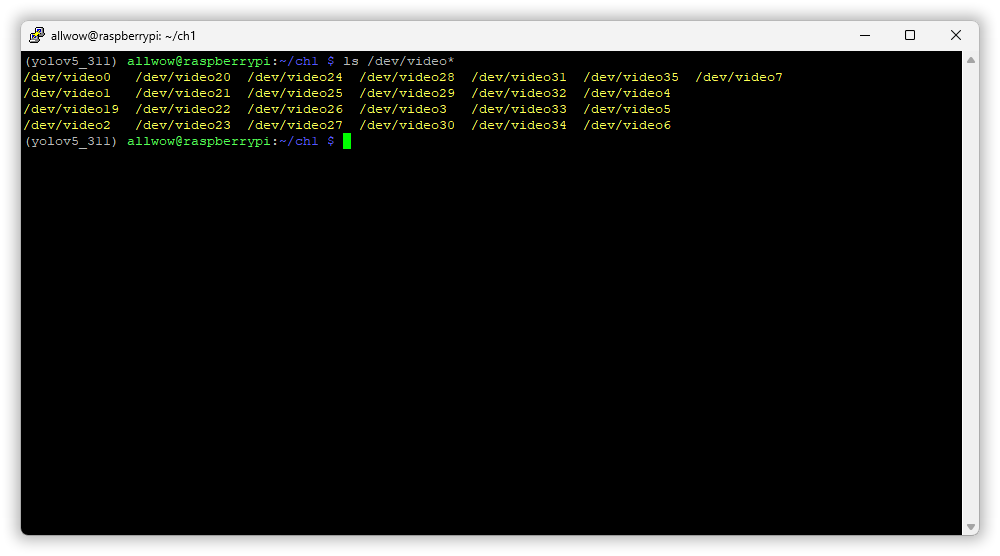 allwow@raspberrypi: ~/ch1
(yolov5_311) allwow@raspberrypi:~/ch1 $ ls /dev/video*
/dev/video0   /dev/video20  /dev/video24  /dev/video28  /dev/video31  /dev/video35  /dev/video7
/dev/video1   /dev/video21  /dev/video25  /dev/video29  /dev/video32  /dev/video4
/dev/video19  /dev/video22  /dev/video26  /dev/video3   /dev/video33  /dev/video5
/dev/video2   /dev/video23  /dev/video27  /dev/video30  /dev/video34  /dev/video6
(yolov5_311) allwow@raspberrypi:~/ch1 $